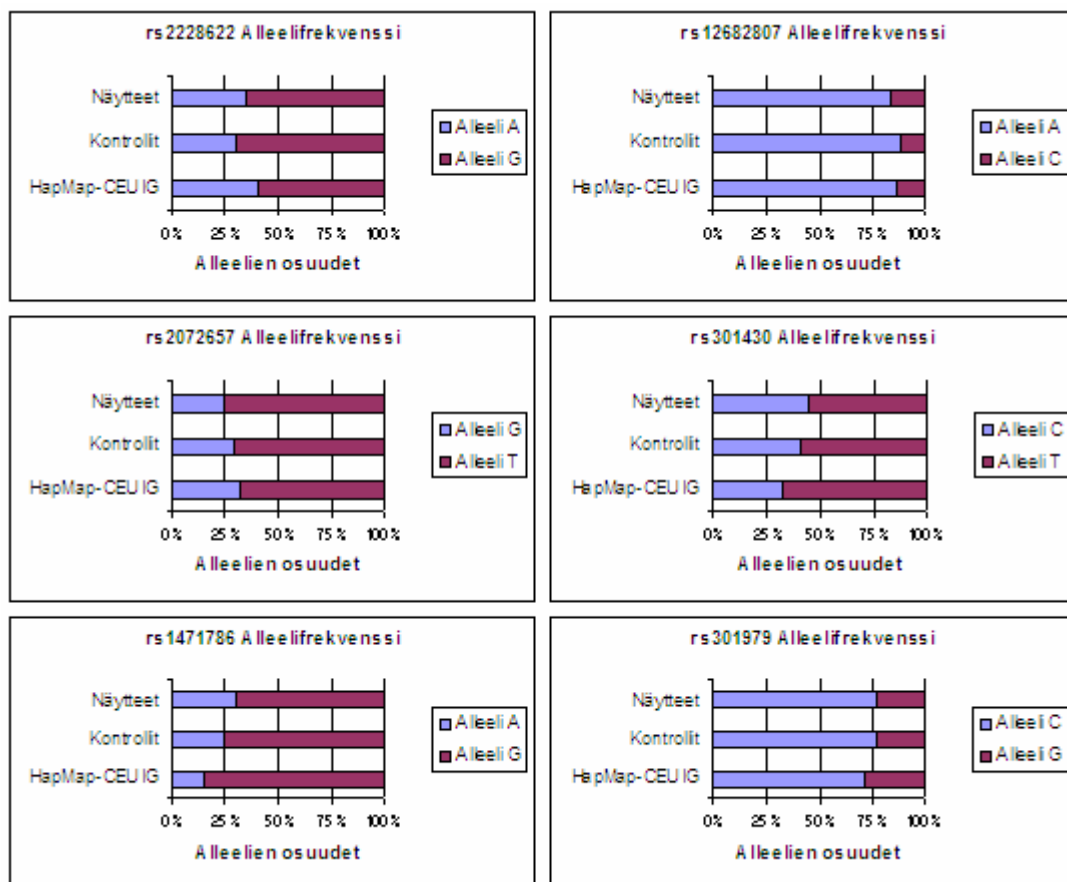 rs2228622 Alleelifrekvenssi
Näytteet
Kontrollit
HapMap-CEU IG
0% 25% 50% 75% 100%
Alleelien osuudet
Alleeli A
Alleeli G
rs12682807 Alleelifrekvenssi
Näytteet
Kontrollit
HapMap-CEU IG
0% 25% 50% 75% 100%
Alleelien osuudet
Alleeli A
Alleeli C
rs2072657 Alleelifrekvenssi
Näytteet
Kontrollit
HapMap-CEU IG
0% 25% 50% 75% 100%
Alleelien osuudet
Alleeli G
Alleeli T
rs301430 Alleelifrekvenssi
Näytteet
Kontrollit
HapMap-CEU IG
0% 25% 50% 75% 100%
Alleelien osuudet
Alleeli C
Alleeli T
rs1471786 Alleelifrekvenssi
Näytteet
Kontrollit
HapMap-CEU IG
0% 25% 50% 75% 100%
Alleelien osuudet
Alleeli A
Alleeli G
rs301979 Alleelifrekvenssi
Näytteet
Kontrollit
HapMap-CEU IG
0% 25% 50% 75% 100%
Alleelien osuudet
Alleeli C
Alleeli G